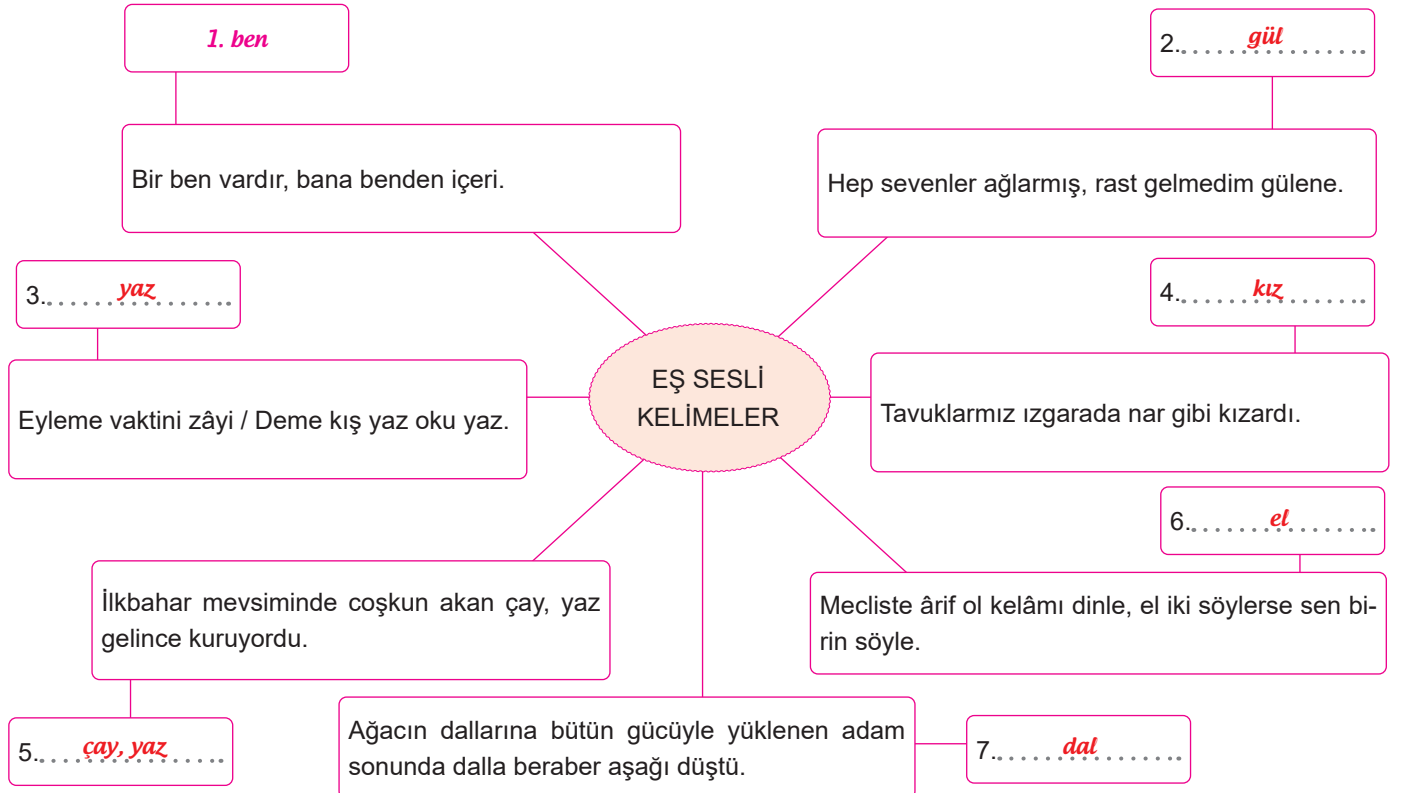 1. ben
2. gül
Bir ben vardır, bana benden içeri.
Hep sevenler ağlarmış, rast gelmedim gülene.
3. yaz
4. kız
EŞ SESLİ
KELİMELER
Eyleme vaktini zâyi / Deme kış yaz oku yaz.
Tavuklarmız ızgarada nar gibi kızardı.
6. el
İlkbahar mevsiminde coşkun akan çay, yaz
gelince kuruyordu.
Mecliste ârif ol kelâmı dinle, el iki söylerse sen bi-
rin söyle.
5. çay, yaz
Ağacın dallarına bütün gücüyle yüklenen adam
sonunda dalla beraber aşağı düştü.
7. dal